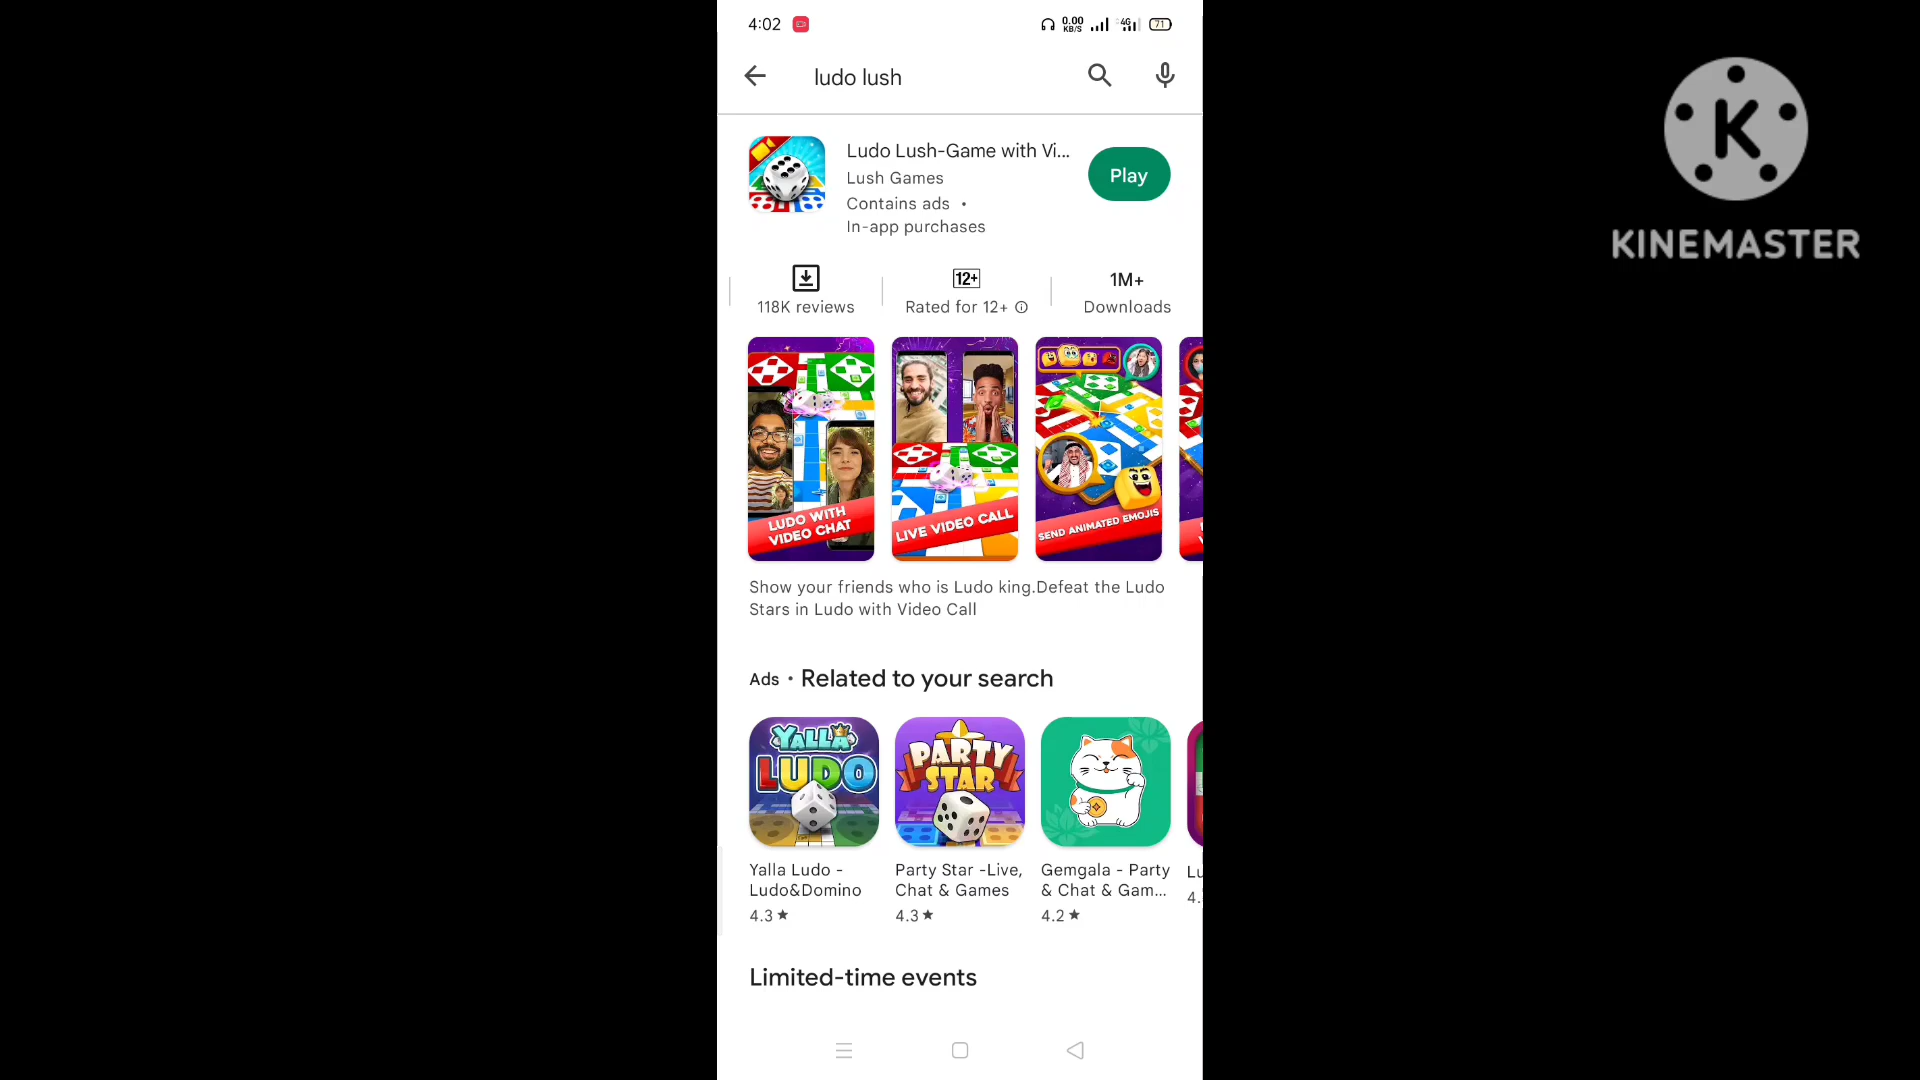 4:02
0.00
KB/S
4G
71
ludo lush
K
KINEMASTER
Ludo Lush-Game with Vi...
Lush Games
Play
Contains ads •
In-app purchases
12+
1M+
118K reviews
Rated for 12+
Downloads
LUDO WITH
VIDEO CHAT
LIVE VIDEO CALL
SEND ANIMATED EMOJIS
Show your friends who is Ludo king.Defeat the Ludo
Stars in Ludo with Video Call
Ads • Related to your search
YALLA
LUDO
PARTY
STAR
Yalla Ludo -
Ludo&Domino
4.3 ★
Party Star -Live,
Chat & Games
4.3 ★
Gemgala - Party
& Chat & Gam...
4.2 ★
Lu
4.
Limited-time events